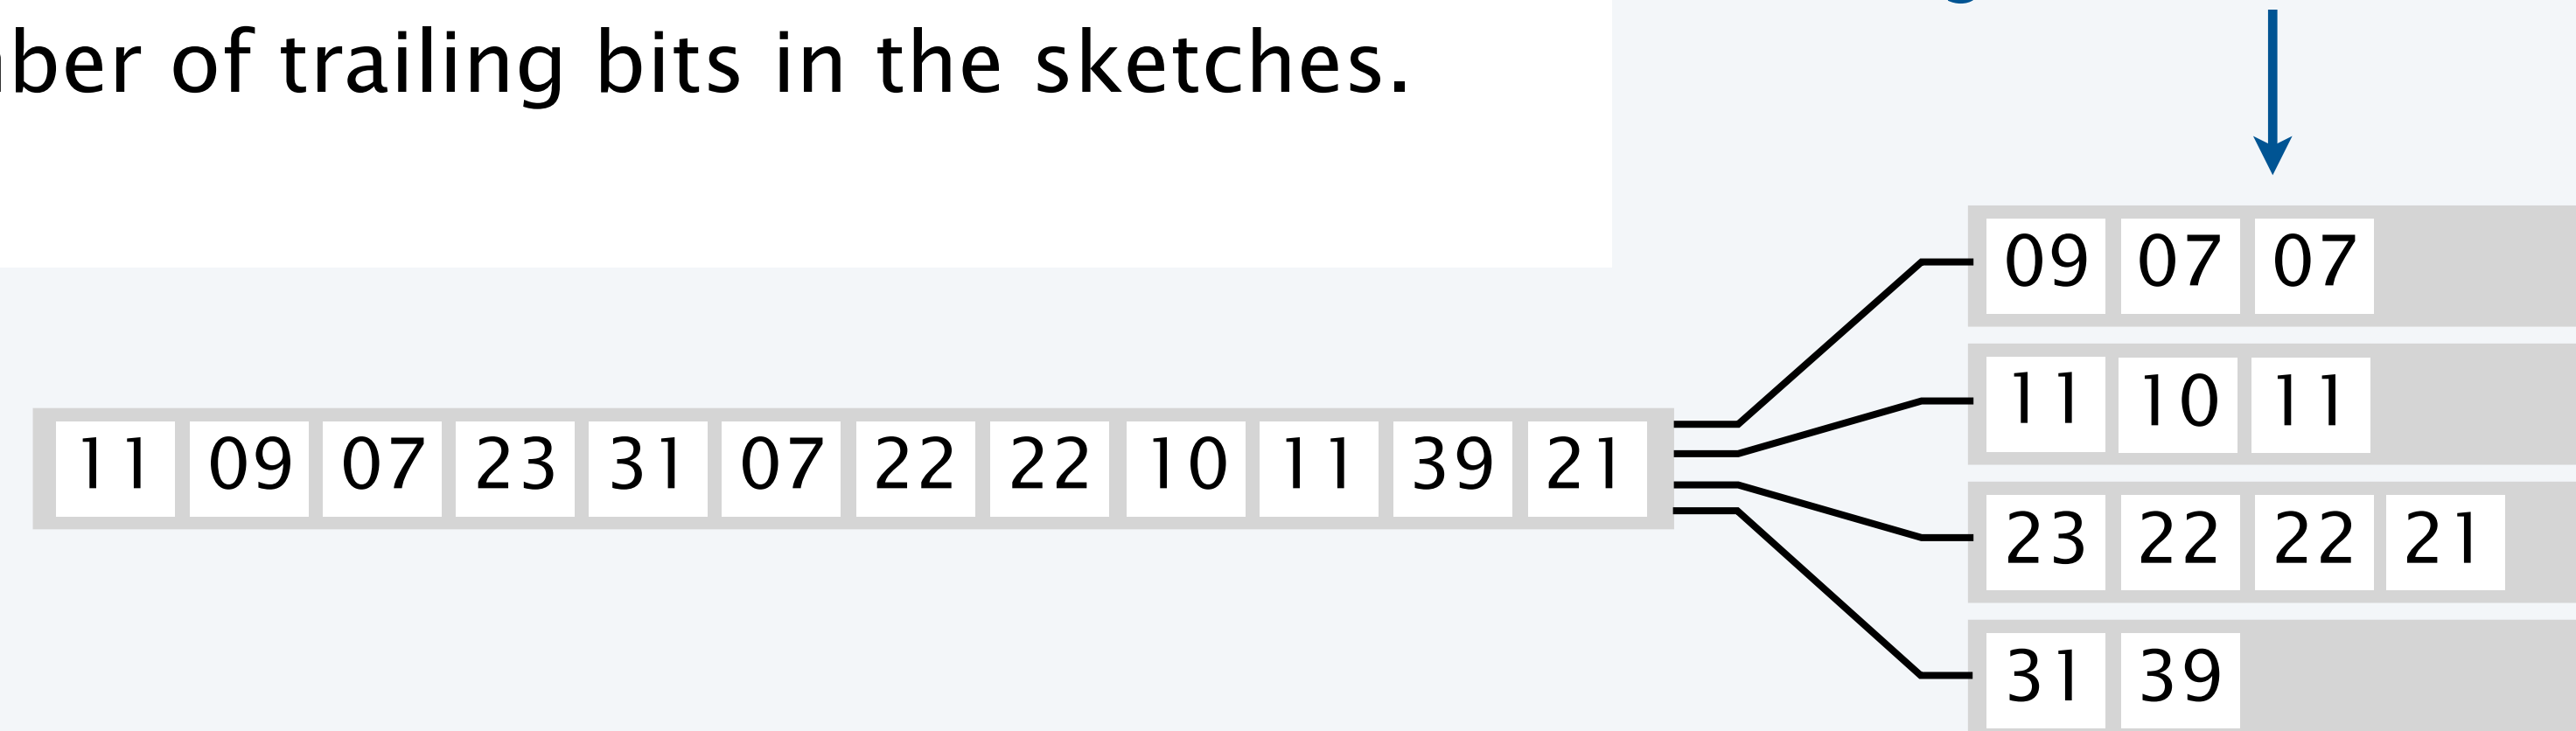 of trailing bits in the sketches.
09 07 07
11 10 11
11 09 07 23 31 07 22 22 10 11 39 21
23 22 22 21
31 39